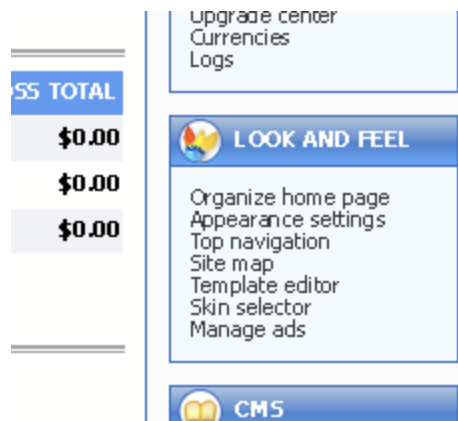 Upgrade center
Currencies
Logs
TOTAL
$0.00
$0.00
$0.00
LOOK AND FEEL
Organize home page
Appearance settings
Top navigation
Site map
Template editor
Skin selector
Manage ads
CMS